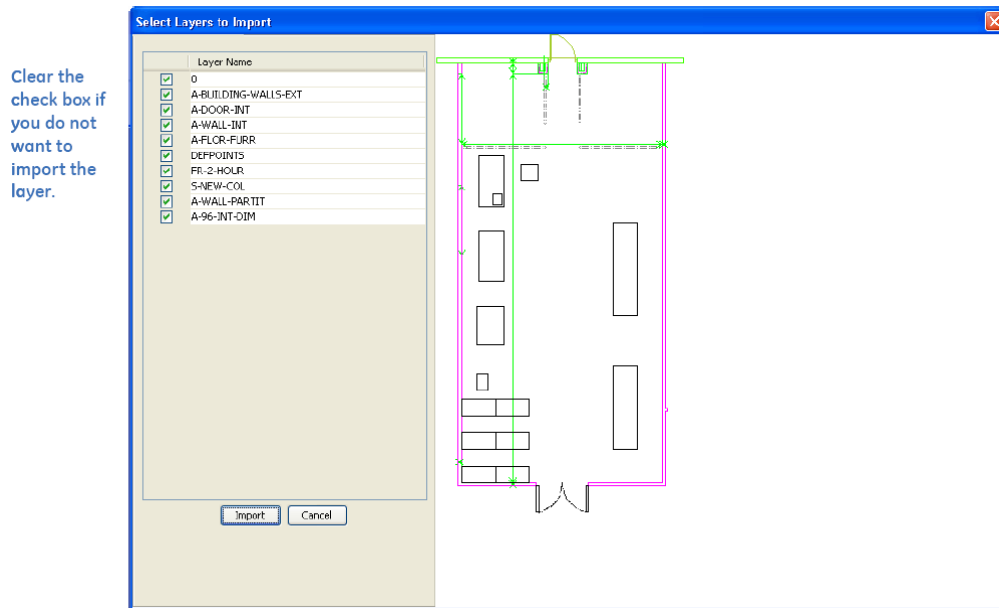 Select Layers to Import
Clear the
check box if
you do not
want to
import the
layer.
Layer Name
0
A-BUILDING-WALLS-EXT
A-DOOR-INT
A-WALL-INT
A-FLOR-FURR
DEFPOINTS
FR-2-HOUR
S-NEW-COL
A-WALL-PARTIT
A-96-INT-DIM
Import Cancel